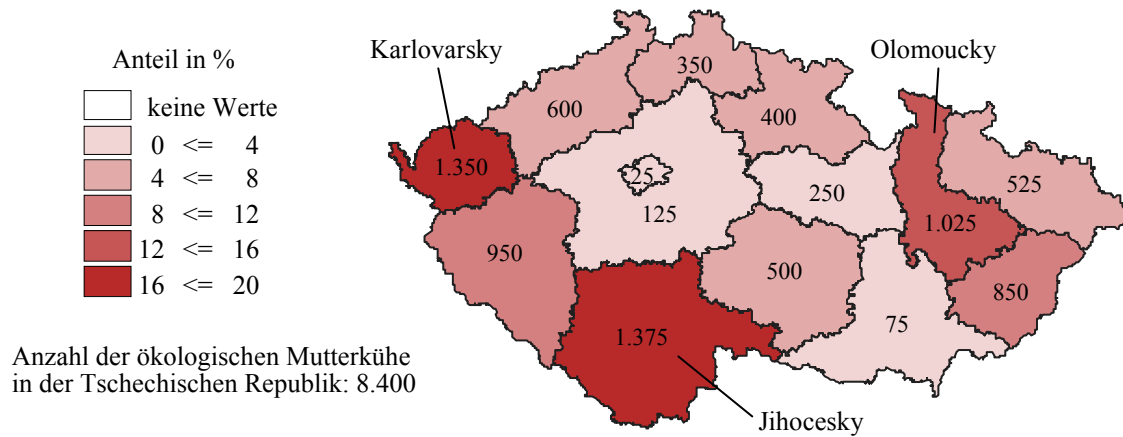 Anteil in %
keine Werte
0 <= 4
4 <= 8
8 <= 12
12 <= 16
16 <= 20
Anzahl der ökologischen Mutterkühe
in der Tschechischen Republik: 8.400
Karlovarsky
Olomoucky
350
600
400
1.350
25
525
250
125
1.025
950
500
850
75
1.375
Jihocesky